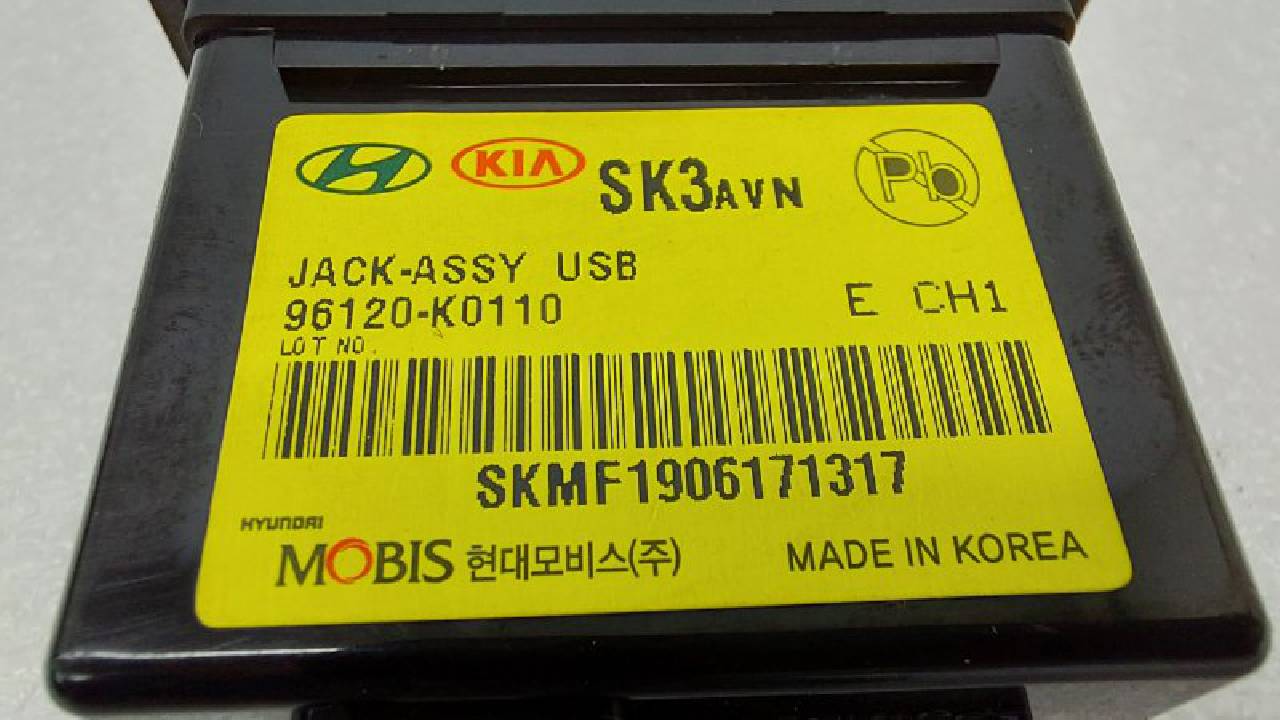 KIA SK3AVN Pb
JACK-ASSY USB
96120-K0110 E CH1
LOT NO.
SKMF1906171317
HYUNDAI
MOBIS 현대모비스(주) MADE IN KOREA